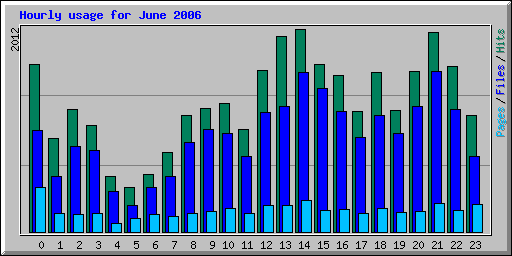 Hourly usage for June 2006
2012
Pages/Files/Hits
0 1 2 3 4 5 6 7 8 9 10 11 12 13 14 15 16 17 18 19 20 21 22 23